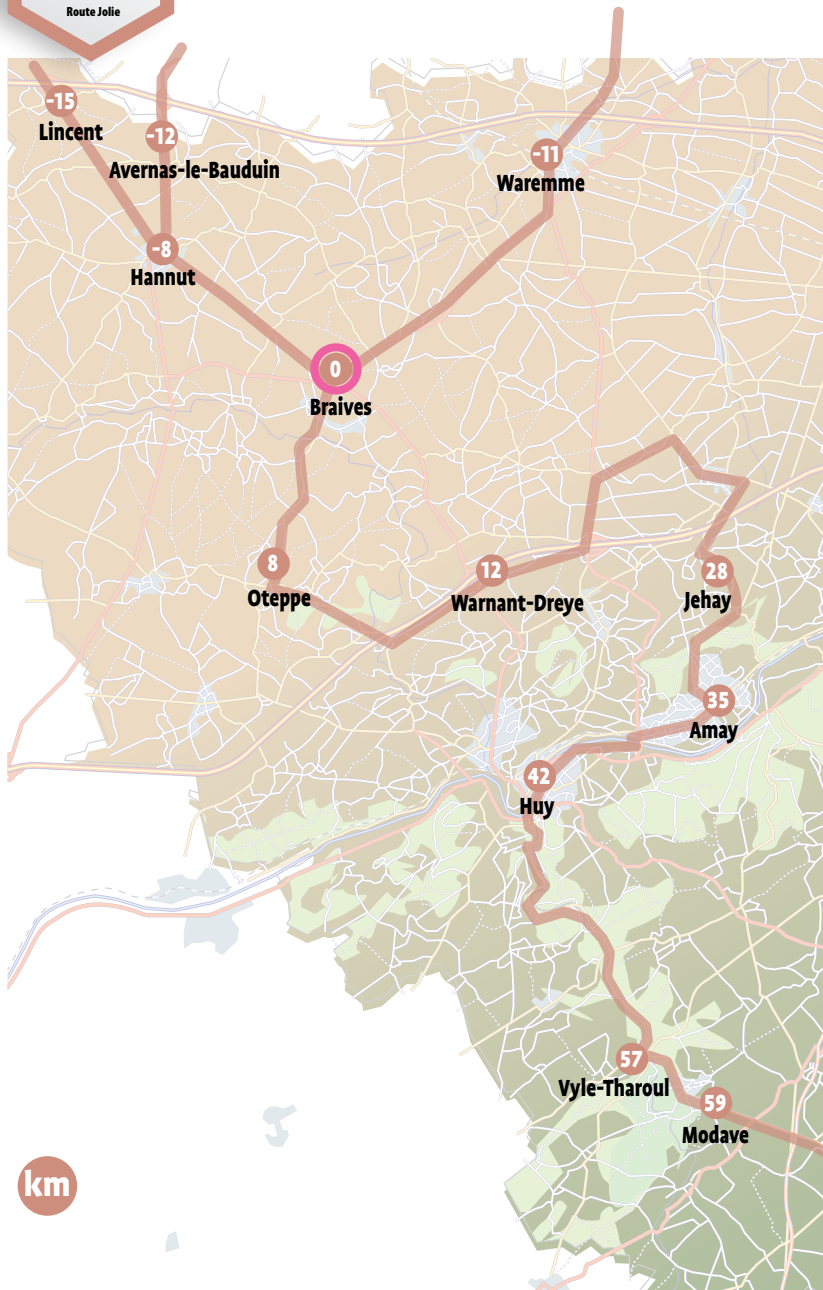 Route Jolie
-15
Lincent
-12
Avernas-le-Bauduin
-11
Waremme
-8
Hannut
0
Braives
8
Oteppe
12
Warnant-Dreye
28
Jehay
35
Amay
42
Huy
57
Vyle-Tharoul
59
Modave
km